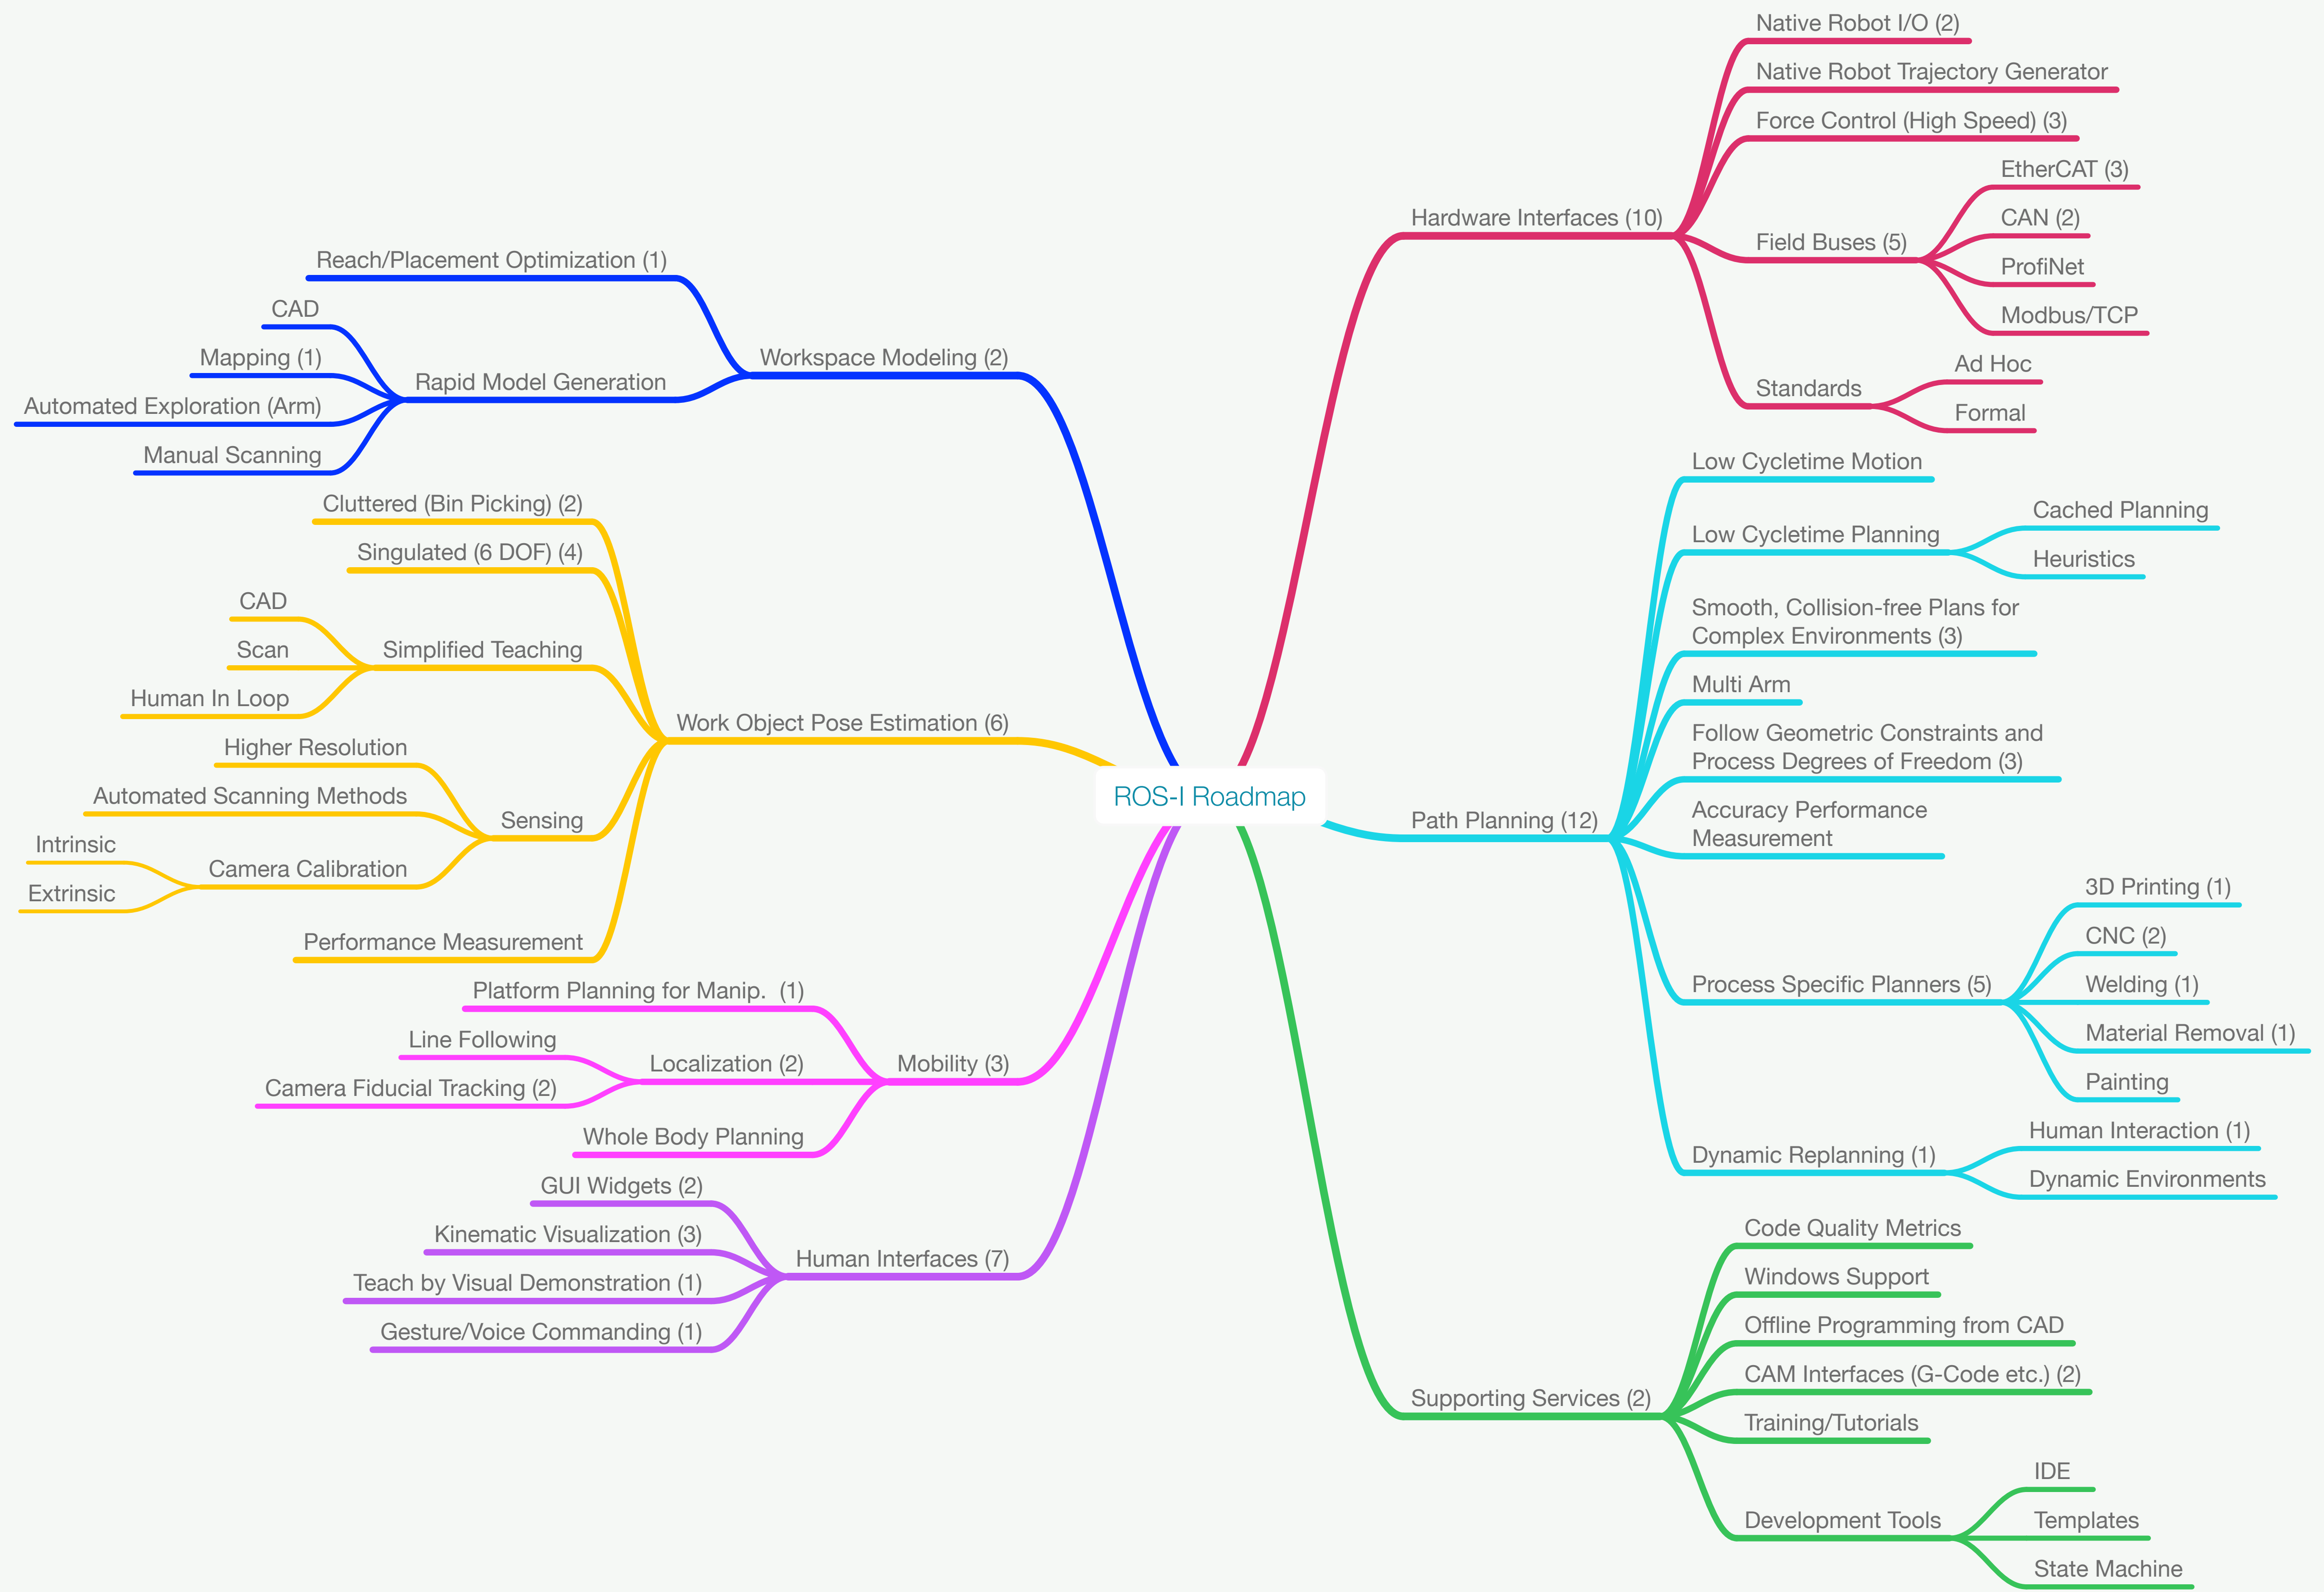 ROS-I Roadmap
Hardware Interfaces (10)
Native Robot I/O (2)
Native Robot Trajectory Generator
Force Control (High Speed) (3)
Field Buses (5)
EtherCAT (3)
CAN (2)
ProfiNet
Modbus/TCP
Standards
Ad Hoc
Formal
Path Planning (12)
Low Cycletime Motion
Low Cycletime Planning
Cached Planning
Heuristics
Smooth, Collision-free Plans for
Complex Environments (3)
Multi Arm
Follow Geometric Constraints and
Process Degrees of Freedom (3)
Accuracy Performance
Measurement
Process Specific Planners (5)
3D Printing (1)
CNC (2)
Welding (1)
Material Removal (1)
Painting
Dynamic Replanning (1)
Human Interaction (1)
Dynamic Environments
Supporting Services (2)
Code Quality Metrics
Windows Support
Offline Programming from CAD
CAM Interfaces (G-Code etc.) (2)
Training/Tutorials
Development Tools
IDE
Templates
State Machine
Workspace Modeling (2)
Reach/Placement Optimization (1)
Rapid Model Generation
CAD
Mapping (1)
Automated Exploration (Arm)
Manual Scanning
Work Object Pose Estimation (6)
Cluttered (Bin Picking) (2)
Singulated (6 DOF) (4)
Simplified Teaching
CAD
Scan
Human In Loop
Sensing
Higher Resolution
Automated Scanning Methods
Camera Calibration
Intrinsic
Extrinsic
Performance Measurement
Mobility (3)
Platform Planning for Manip. (1)
Localization (2)
Line Following
Camera Fiducial Tracking (2)
Whole Body Planning
Human Interfaces (7)
GUI Widgets (2)
Kinematic Visualization (3)
Teach by Visual Demonstration (1)
Gesture/Voice Commanding (1)